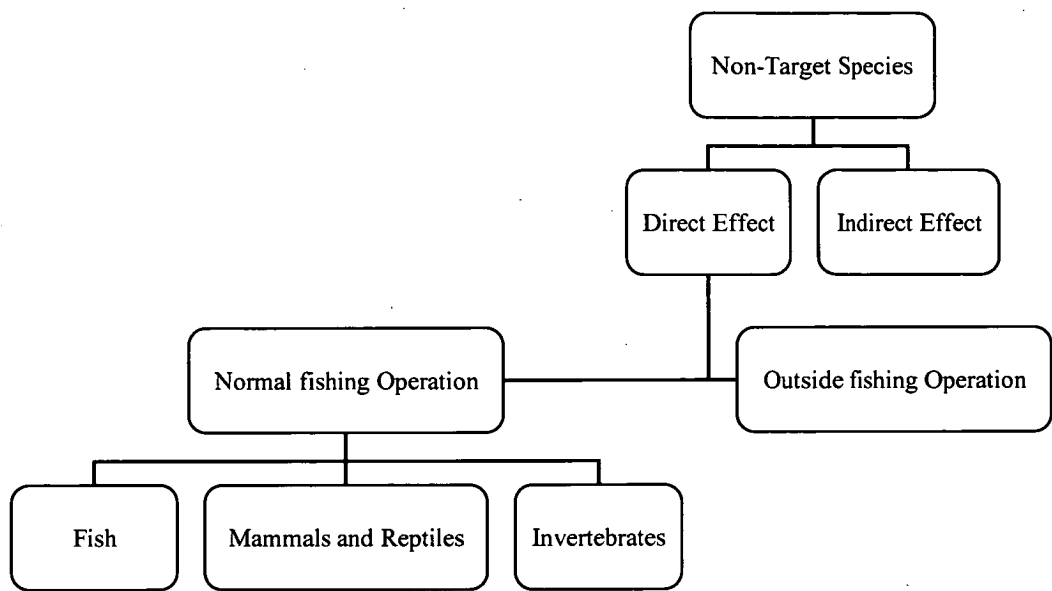 Non-Target Species
Direct Effect
Indirect Effect
Normal fishing Operation
Outside fishing Operation
Fish
Mammals and Reptiles
Invertebrates